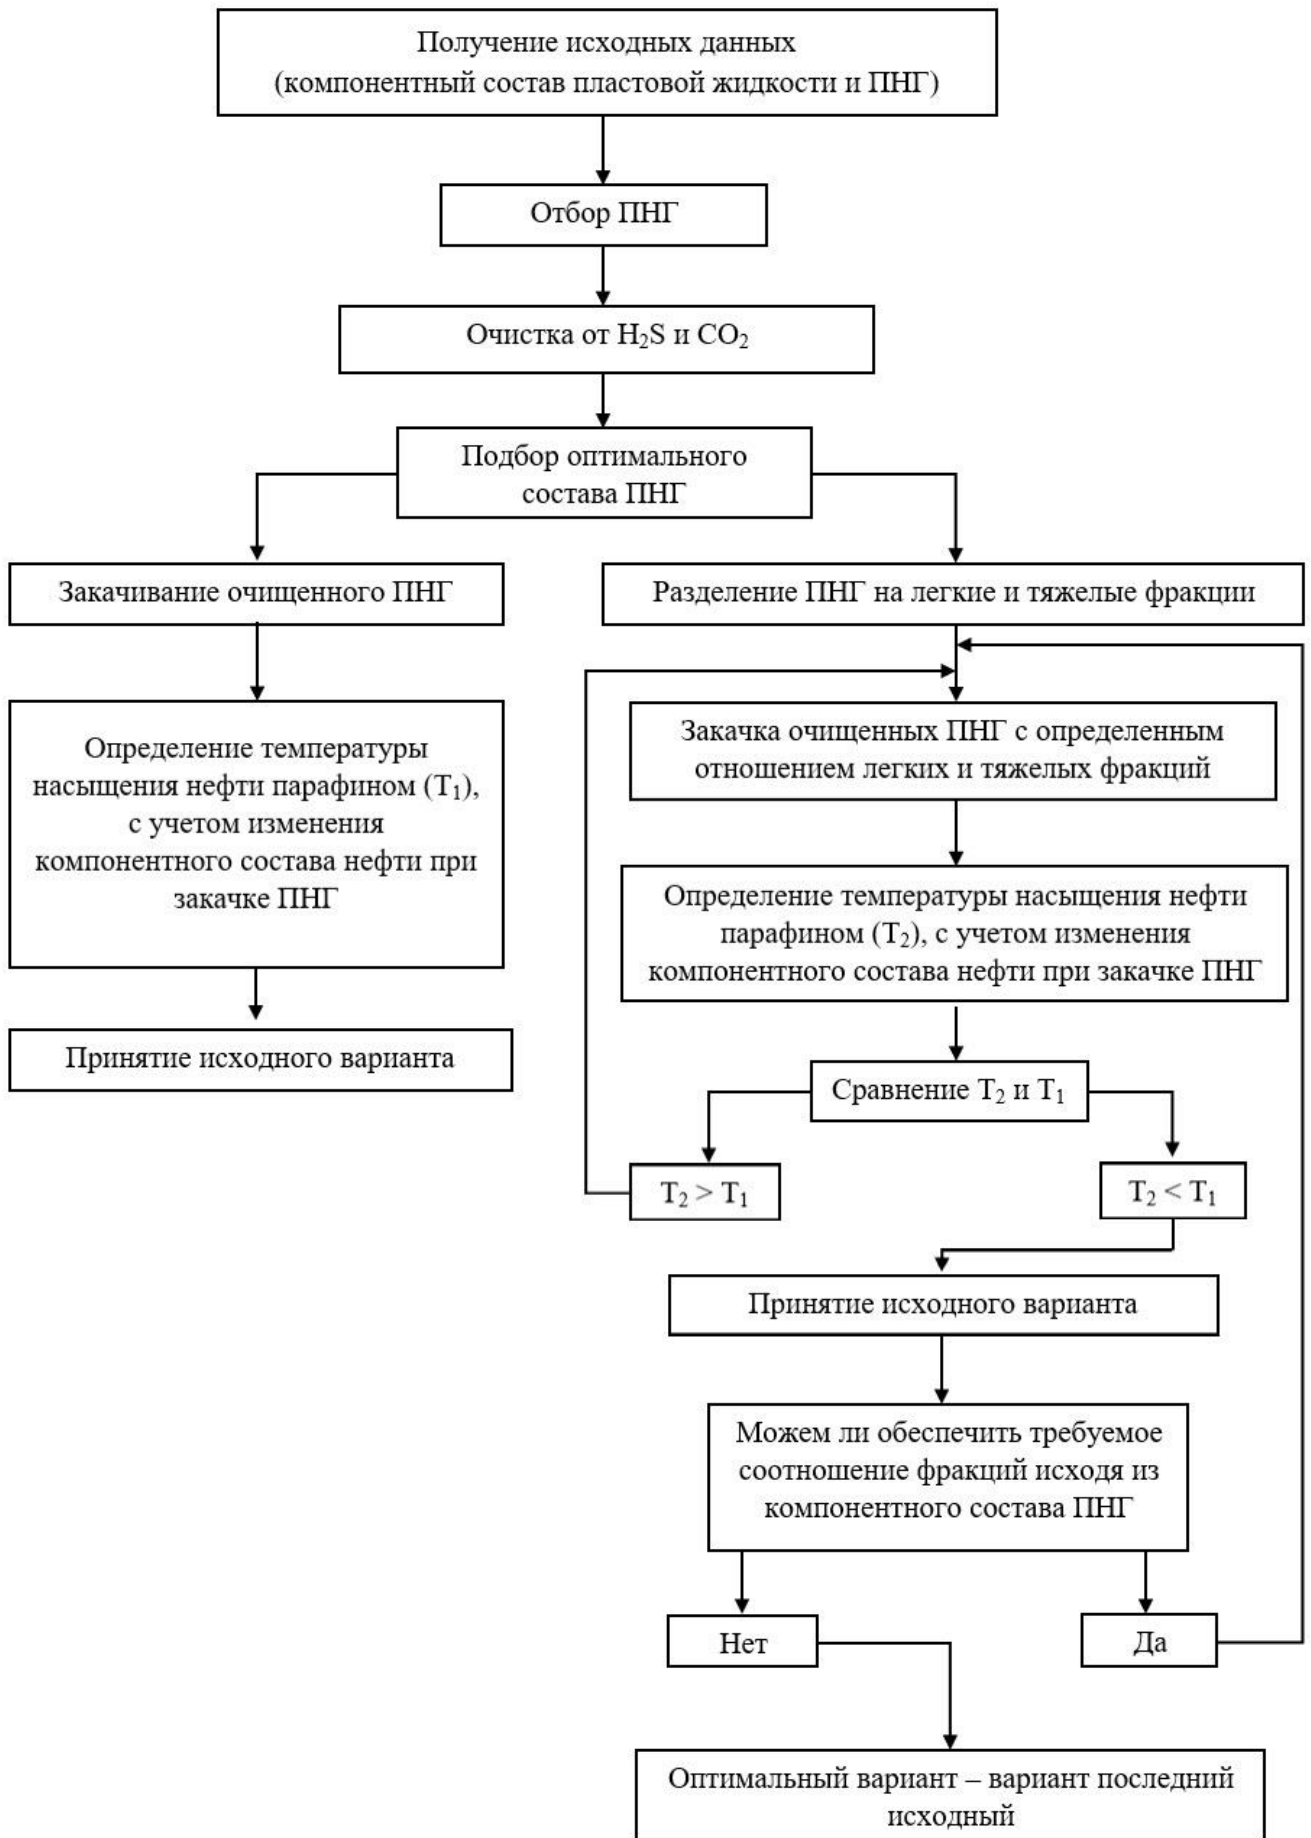 Получение исходных данных
(компонентный состав пластовой жидкости и ПНГ)
Отбор ПНГ
Очистка от H₂S и CO₂
Подбор оптимального
состава ПНГ
Закачивание очищенного ПНГ
Разделение ПНГ на легкие и тяжелые фракции
Определение температуры
насыщения нефти парафином (T₁),
с учетом изменения
компонентного состава нефти при
закачке ПНГ
Принятие исходного варианта
Закачка очищенных ПНГ с определенным
отношением легких и тяжелых фракций
Определение температуры насыщения нефти
парафином (T₂), с учетом изменения
компонентного состава нефти при закачке ПНГ
Сравнение T₂ и T₁
T₂ > T₁
T₂ < T₁
Принятие исходного варианта
Можем ли обеспечить требуемое
соотношение фракций исходя из
компонентного состава ПНГ
Нет
Да
Оптимальный вариант – вариант последний
исходный